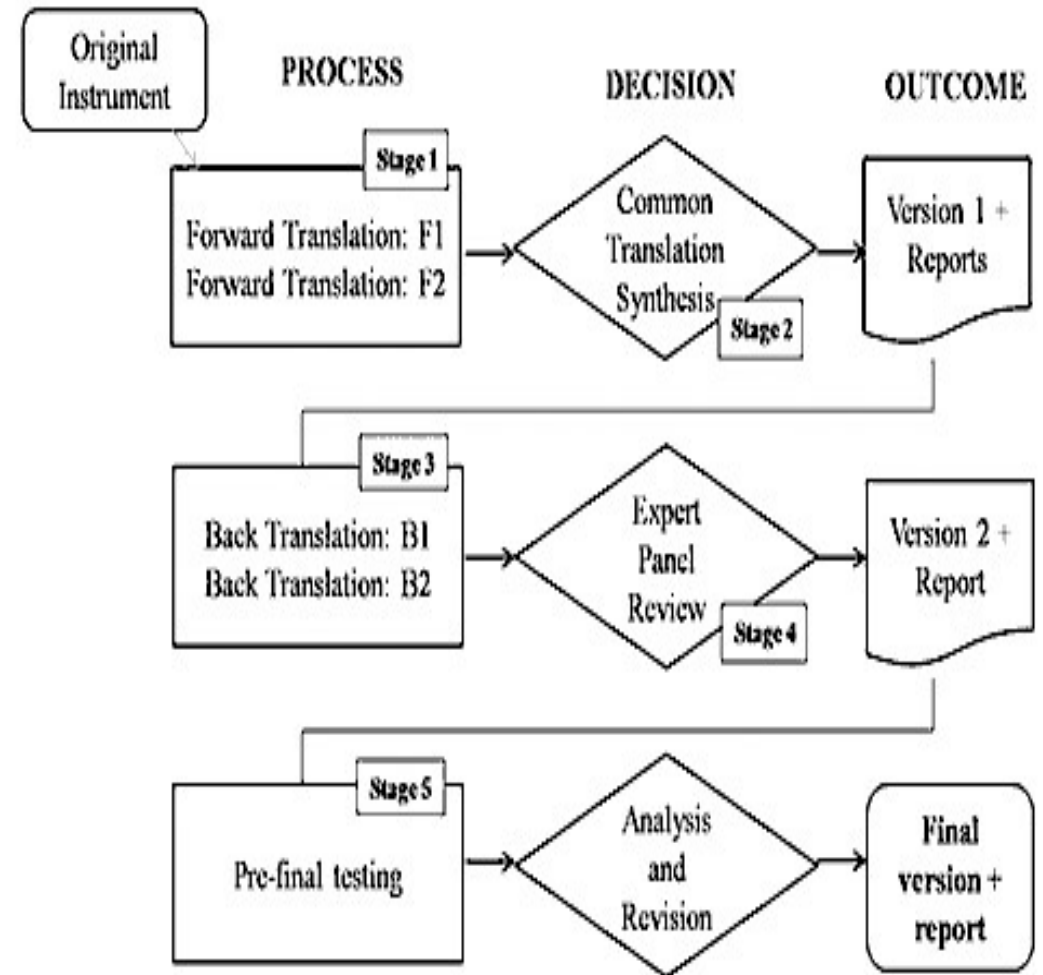 Original
Instrument
PROCESS
DECISION
OUTCOME
Stage 1
Forward Translation: F1
Forward Translation: F2
Common
Translation
Synthesis
Stage 2
Version 1 +
Reports
Stage 3
Back Translation: B1
Back Translation: B2
Expert
Panel
Review
Stage 4
Version 2 +
Report
Stage 5
Pre-final testing
Analysis
and
Revision
Final
version +
report